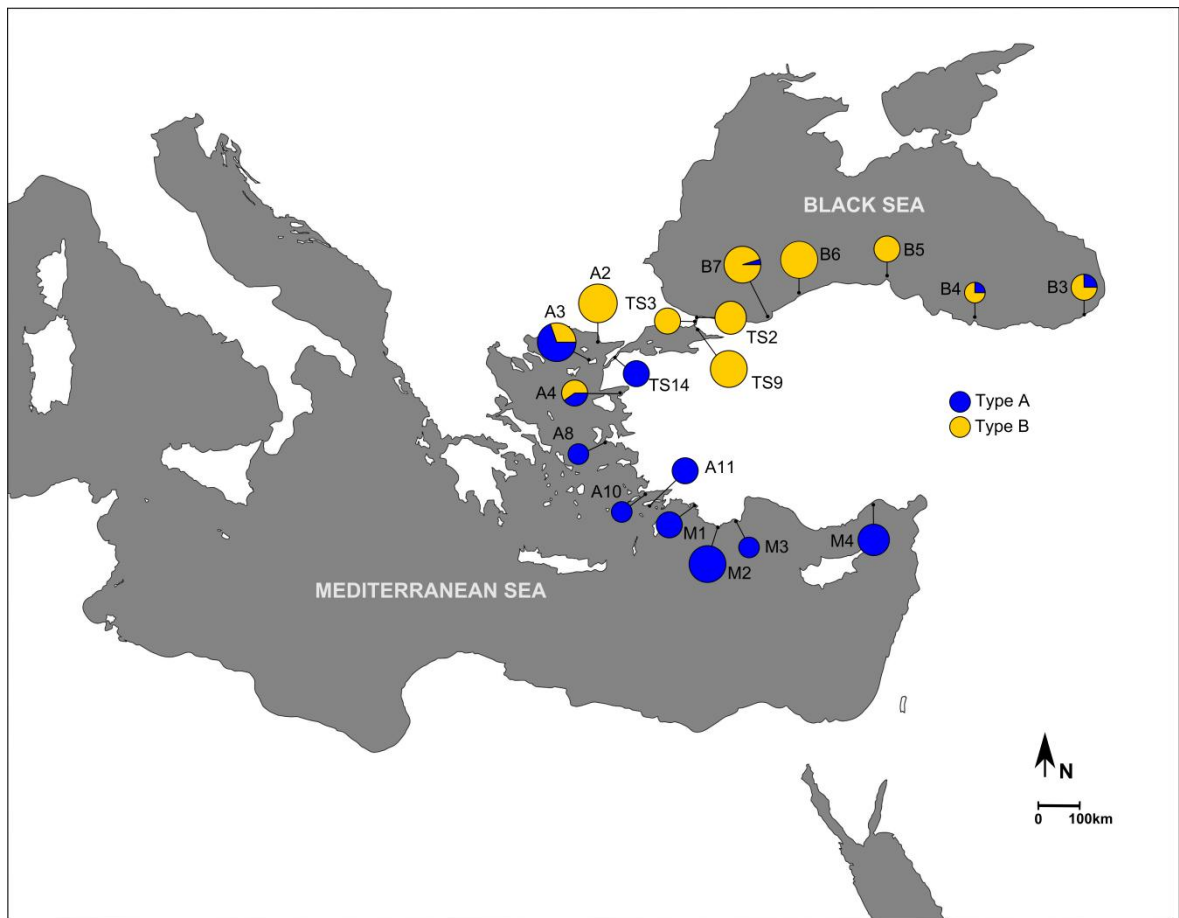 BLACK SEA
B6
B5
B7
A2
B4
B3
TS3
A3
TS2
TS9
TS14
A4
Type A
Type B
A8
A11
A10
M1
M3
M4
M2
MEDITERRANEAN SEA
N
0 100km